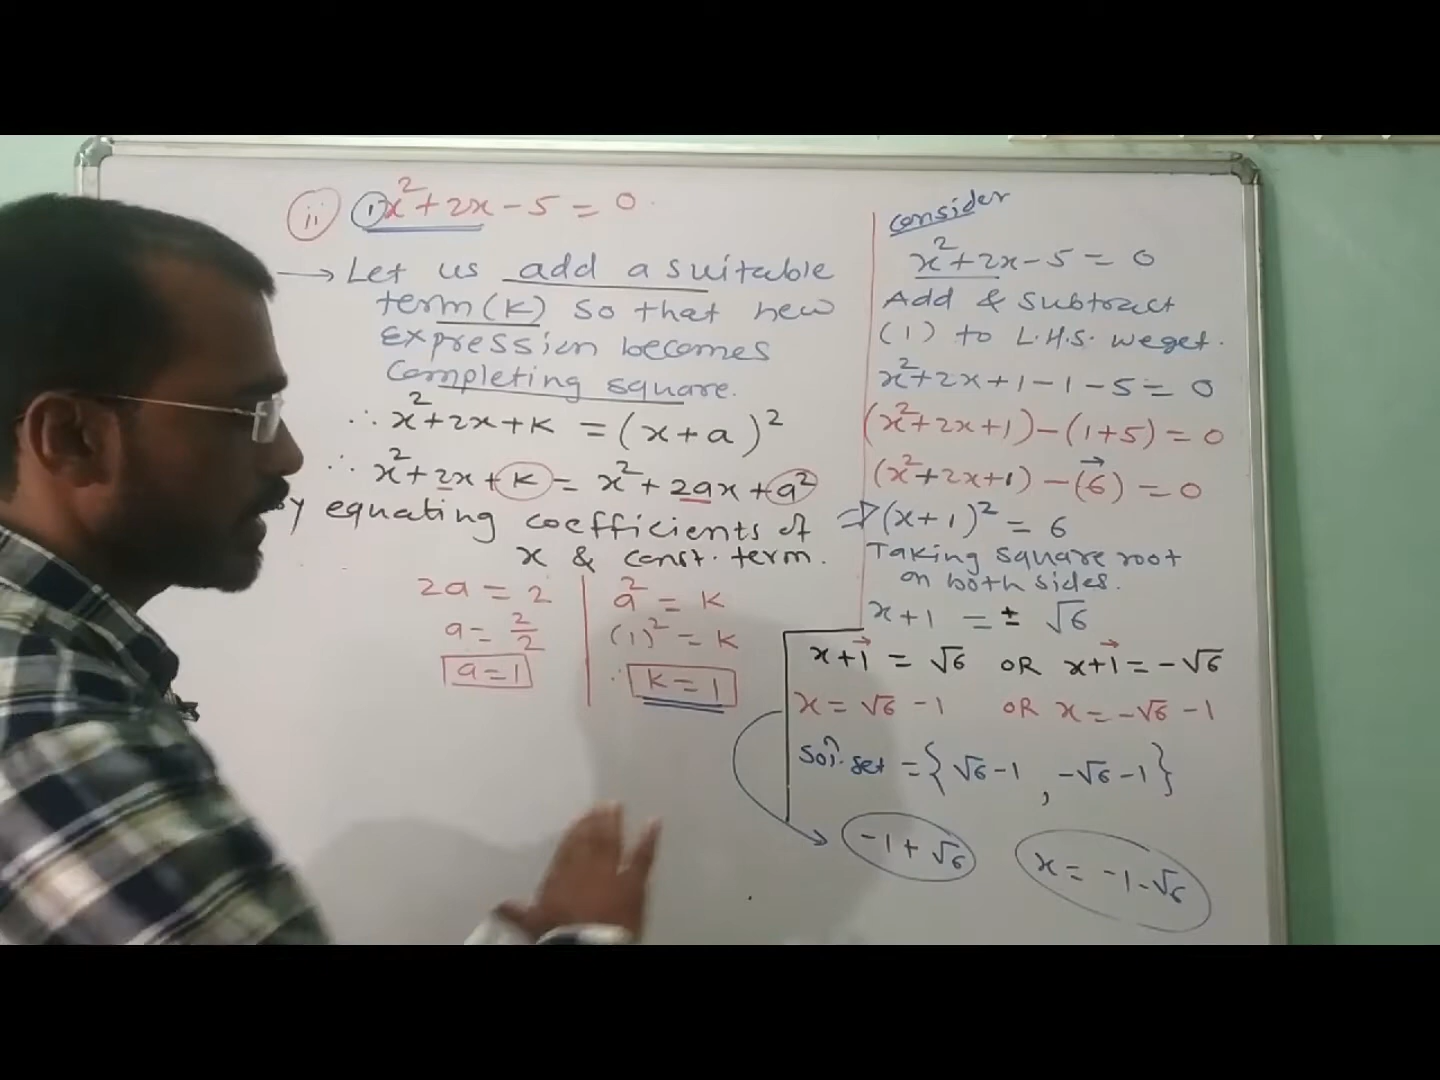 ii ① x²+2x-5=0
→ Let us add a suitable
term(k) so that new
expression becomes
completing square.
∴ x²+2x+k = (x+a)²
∴ x²+2x+k = x²+2ax+a²
equating coefficients of
x & const. term.
2a = 2
a = 2/2
a=1
a² = k
(1)² = k
∴ k = 1
consider
x²+2x-5=0
Add & subtract
(1) to L.H.S. we get.
x²+2x+1-1-5=0
(x²+2x+1)-(1+5)=0
(x²+2x+1)-(6)=0
⇒(x+1)²=6
Taking square root
on both sides.
x+1 = ± √6
x+1 = √6 OR x+1=-√6
x=√6-1 OR x=-√6-1
Solⁿ. set = {√6-1, -√6-1}
-1+√6 x=-1-√6